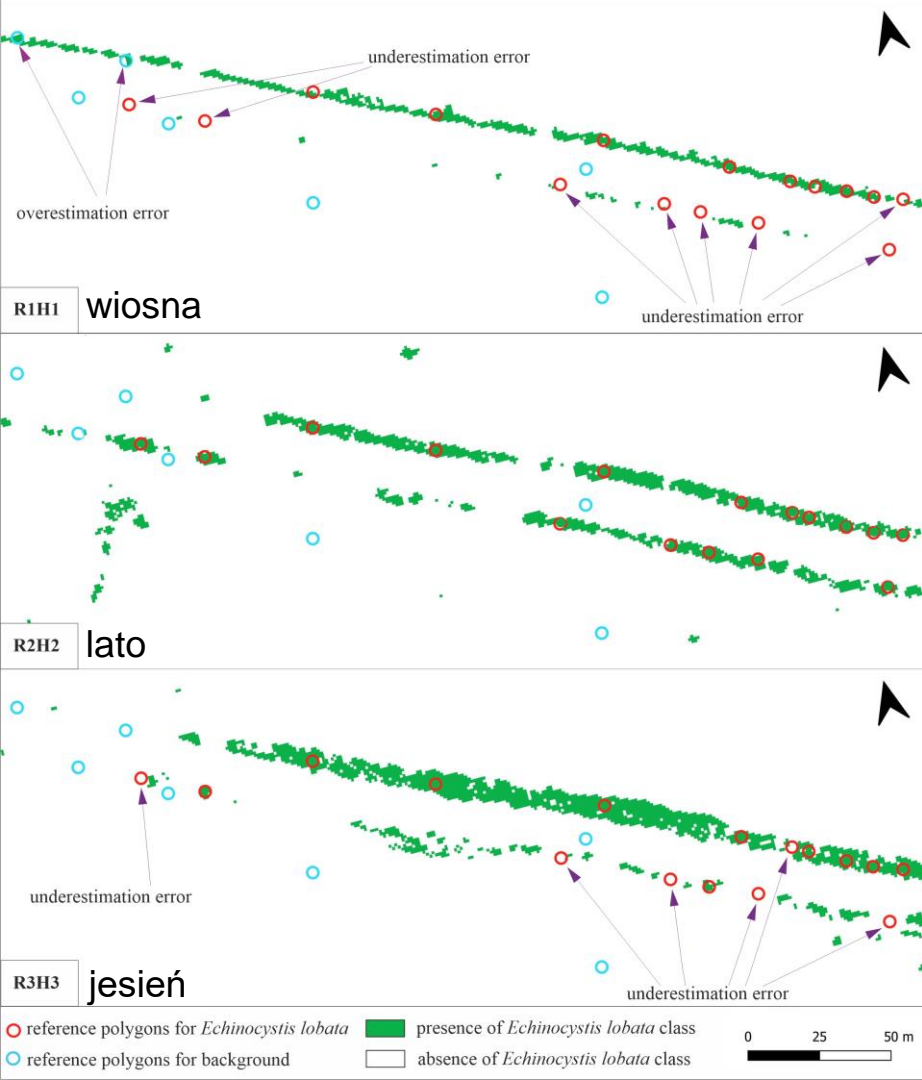 underestimation error
overestimation error
underestimation error
R1H1 wiosna
R2H2 lato
underestimation error
underestimation error
R3H3 jesień
reference polygons for Echinocystis lobata
presence of Echinocystis lobata class
reference polygons for background
absence of Echinocystis lobata class
0 25 50 m